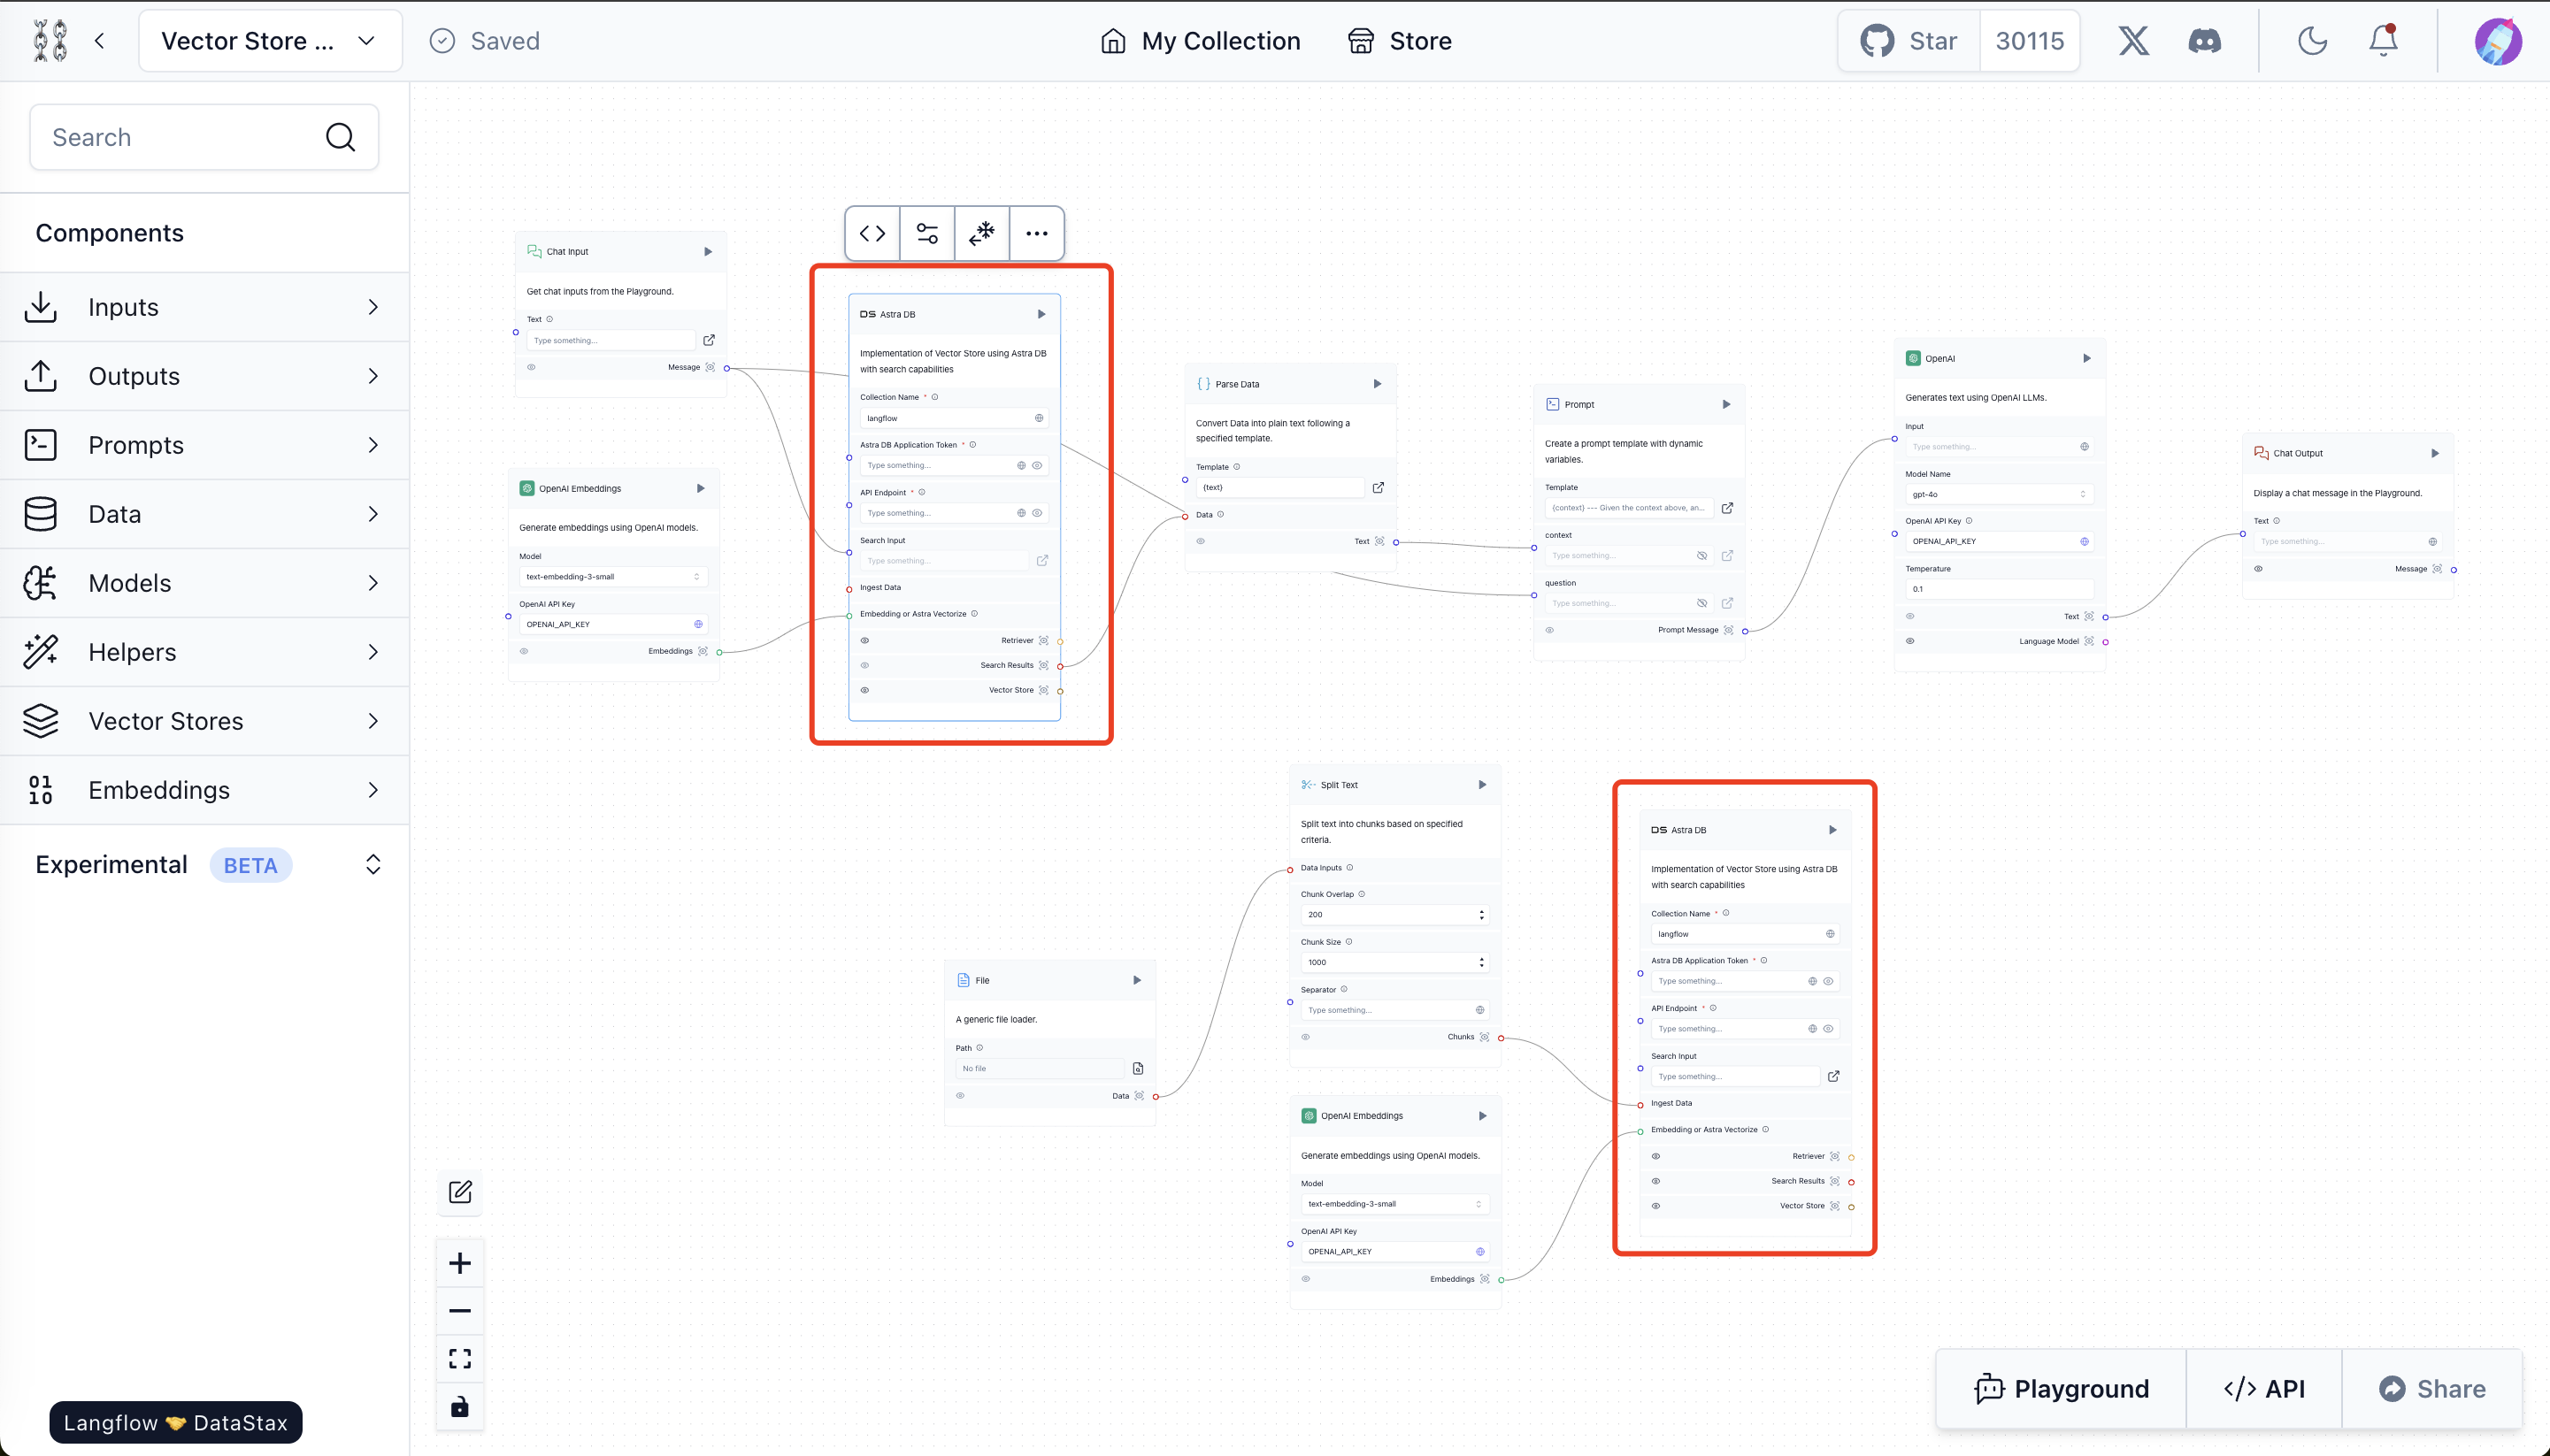 Vector Store ...
Saved
My Collection
Store
Star
30115
Search
Components
Inputs
Outputs
Prompts
Data
Models
Helpers
Vector Stores
Embeddings
Experimental BETA
Langflow 🤝 DataStax
Chat Input
Get chat inputs from the Playground.
Text
Type something...
Message
OpenAI Embeddings
Generate embeddings using OpenAI models.
Model
text-embedding-3-small
OpenAI API Key
OPENAI_API_KEY
Embeddings
DS Astra DB
Implementation of Vector Store using Astra DB
with search capabilities
Collection Name *
langflow
Astra DB Application Token *
Type something...
API Endpoint *
Type something...
Search Input
Type something...
Ingest Data
Embedding or Astra Vectorize
Retriever
Search Results
Vector Store
Parse Data
Convert Data into plain text following a
specified template.
Template
{text}
Data
Text
Prompt
Create a prompt template with dynamic
variables.
Template
{context} --- Given the context above, an...
context
Type something...
question
Type something...
Prompt Message
OpenAI
Generates text using OpenAI LLMs.
Input
Type something...
Model Name
gpt-4o
OpenAI API Key
OPENAI_API_KEY
Temperature
0.1
Text
Language Model
Chat Output
Display a chat message in the Playground.
Text
Type something...
Message
File
A generic file loader.
Path
No file
Data
Split Text
Split text into chunks based on specified
criteria.
Data Inputs
Chunk Overlap
200
Chunk Size
1000
Separator
Type something...
Chunks
OpenAI Embeddings
Generate embeddings using OpenAI models.
Model
text-embedding-3-small
OpenAI API Key
OPENAI_API_KEY
Embeddings
DS Astra DB
Implementation of Vector Store using Astra DB
with search capabilities
Collection Name *
langflow
Astra DB Application Token *
Type something...
API Endpoint *
Type something...
Search Input
Type something...
Ingest Data
Embedding or Astra Vectorize
Retriever
Search Results
Vector Store
Playground
API
Share